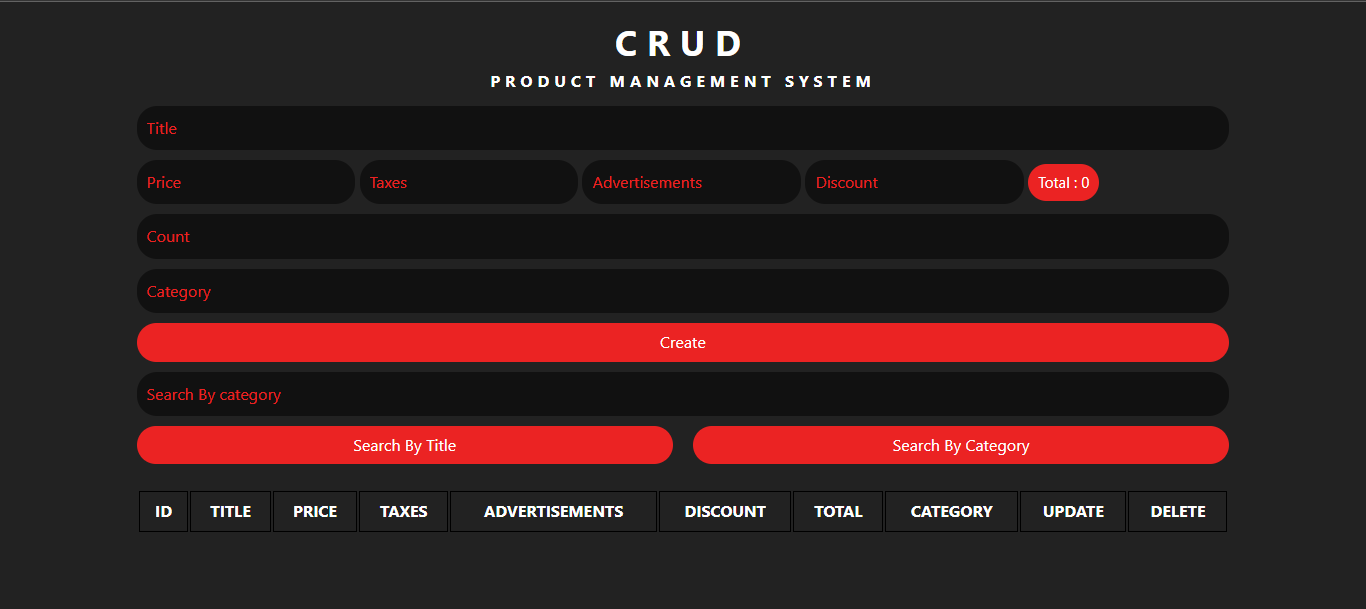 CRUD
PRODUCT MANAGEMENT SYSTEM
Title
Price Taxes Advertisements Discount Total : 0
Count
Category
Create
Search By category
Search By Title Search By Category
ID TITLE PRICE TAXES ADVERTISEMENTS DISCOUNT TOTAL CATEGORY UPDATE DELETE